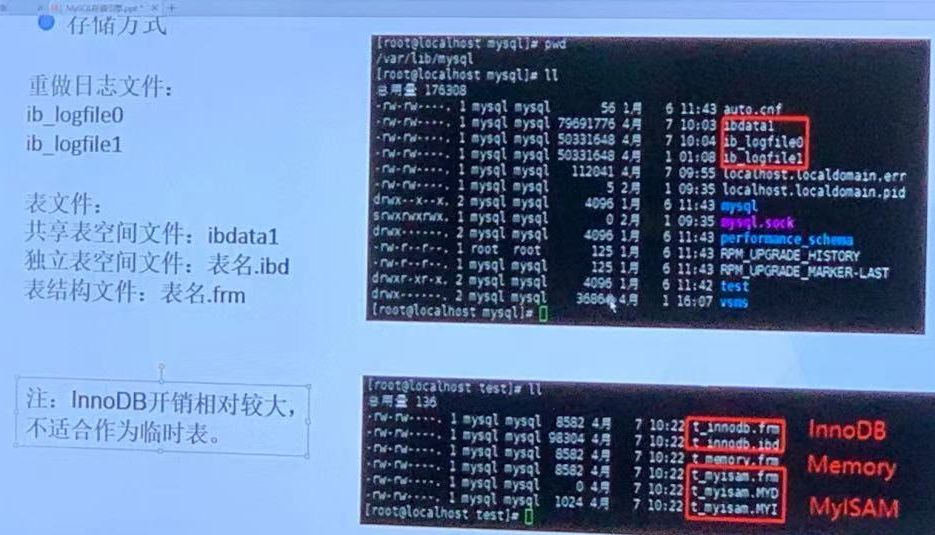 MySQL存储引擎.ppt *
存储方式
重做日志文件：
ib_logfile0
ib_logfile1
表文件：
共享表空间文件：ibdata1
独立表空间文件：表名.ibd
表结构文件：表名.frm
注：InnoDB开销相对较大，
不适合作为临时表。
[root@localhost mysql]# pwd
/var/lib/mysql
[root@localhost mysql]# ll
总用量 176308
-rw-rw----. 1 mysql mysql 56 1月 6 11:43 auto.cnf
-rw-rw----. 1 mysql mysql 79691776 4月 7 10:03 ibdata1
-rw-rw----. 1 mysql mysql 50331648 4月 7 10:04 ib_logfile0
-rw-rw----. 1 mysql mysql 50331648 4月 1 01:08 ib_logfile1
-rw-rw----. 1 mysql mysql 112041 4月 7 09:55 localhost.localdomain.err
-rw-rw----. 1 mysql mysql 5 2月 1 09:35 localhost.localdomain.pid
drwx--x--x. 2 mysql mysql 4096 1月 6 11:43 mysql
srwxrwxrwx. 1 mysql mysql 0 2月 1 09:35 mysql.sock
drwx------. 2 mysql mysql 4096 1月 6 11:43 performance_schema
-rw-r--r--. 1 root root 125 1月 6 11:43 RPM_UPGRADE_HISTORY
-rw-r--r--. 1 mysql mysql 125 1月 6 11:43 RPM_UPGRADE_MARKER-LAST
drwxr-xr-x. 2 mysql mysql 4096 1月 6 11:42 test
drwx------. 2 mysql mysql 36864 4月 1 16:07 vsms
[root@localhost mysql]#
[root@localhost test]# ll
总用量 136
-rw-rw----. 1 mysql mysql 8582 4月 7 10:22 t_innodb.frm
-rw-rw----. 1 mysql mysql 98304 4月 7 10:22 t_innodb.ibd
-rw-rw----. 1 mysql mysql 8582 4月 7 10:22 t_memory.frm
-rw-rw----. 1 mysql mysql 8582 4月 7 10:22 t_myisam.frm
-rw-rw----. 1 mysql mysql 0 4月 7 10:22 t_myisam.MYD
-rw-rw----. 1 mysql mysql 1024 4月 7 10:22 t_myisam.MYI
[root@localhost test]#
InnoDB
Memory
MyISAM